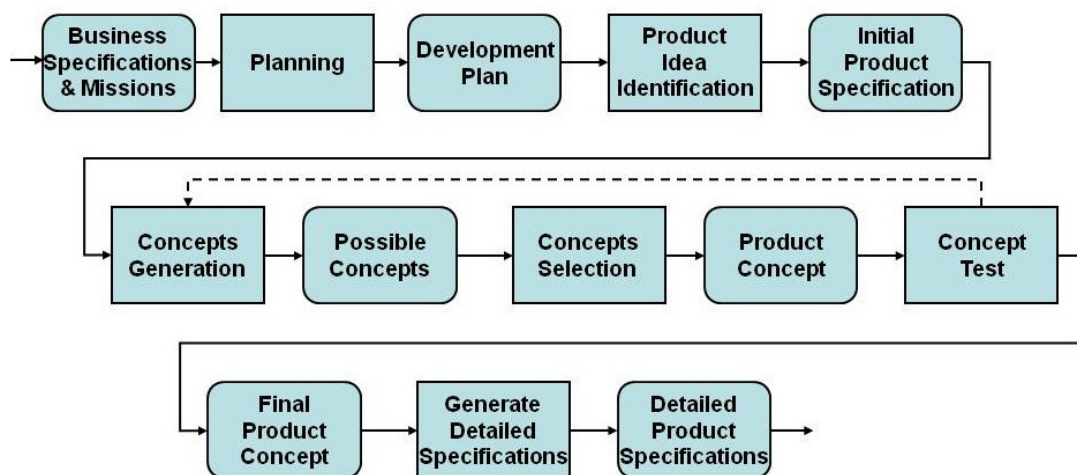 Business
Specifications
& Missions
Planning
Development
Plan
Product
Idea
Identification
Initial
Product
Specification
Concepts
Generation
Possible
Concepts
Concepts
Selection
Product
Concept
Concept
Test
Final
Product
Concept
Generate
Detailed
Specifications
Detailed
Product
Specifications